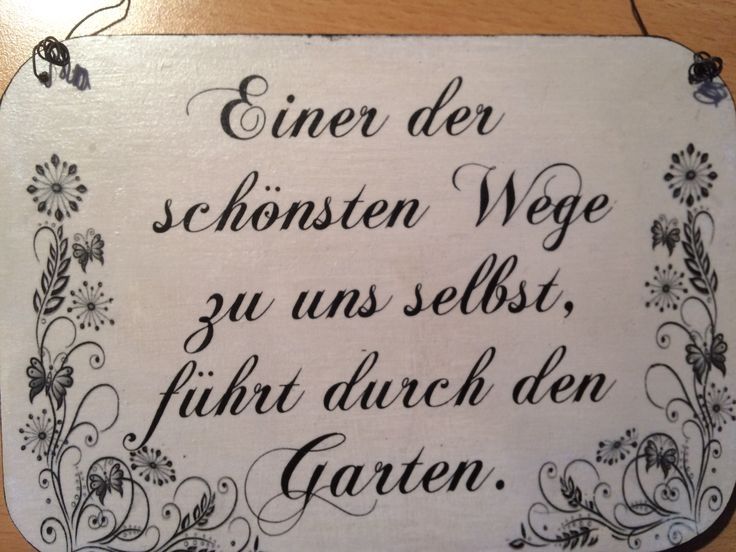 Einer der
schönsten Wege
zu uns selbst,
führt durch den
Garten.